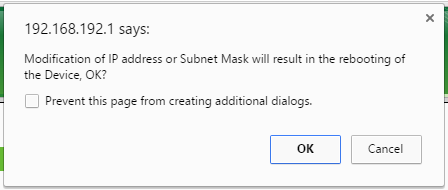 192.168.192.1 says:
Modification of IP address or Subnet Mask will result in the rebooting of
the Device, OK?
Prevent this page from creating additional dialogs.
OK
Cancel